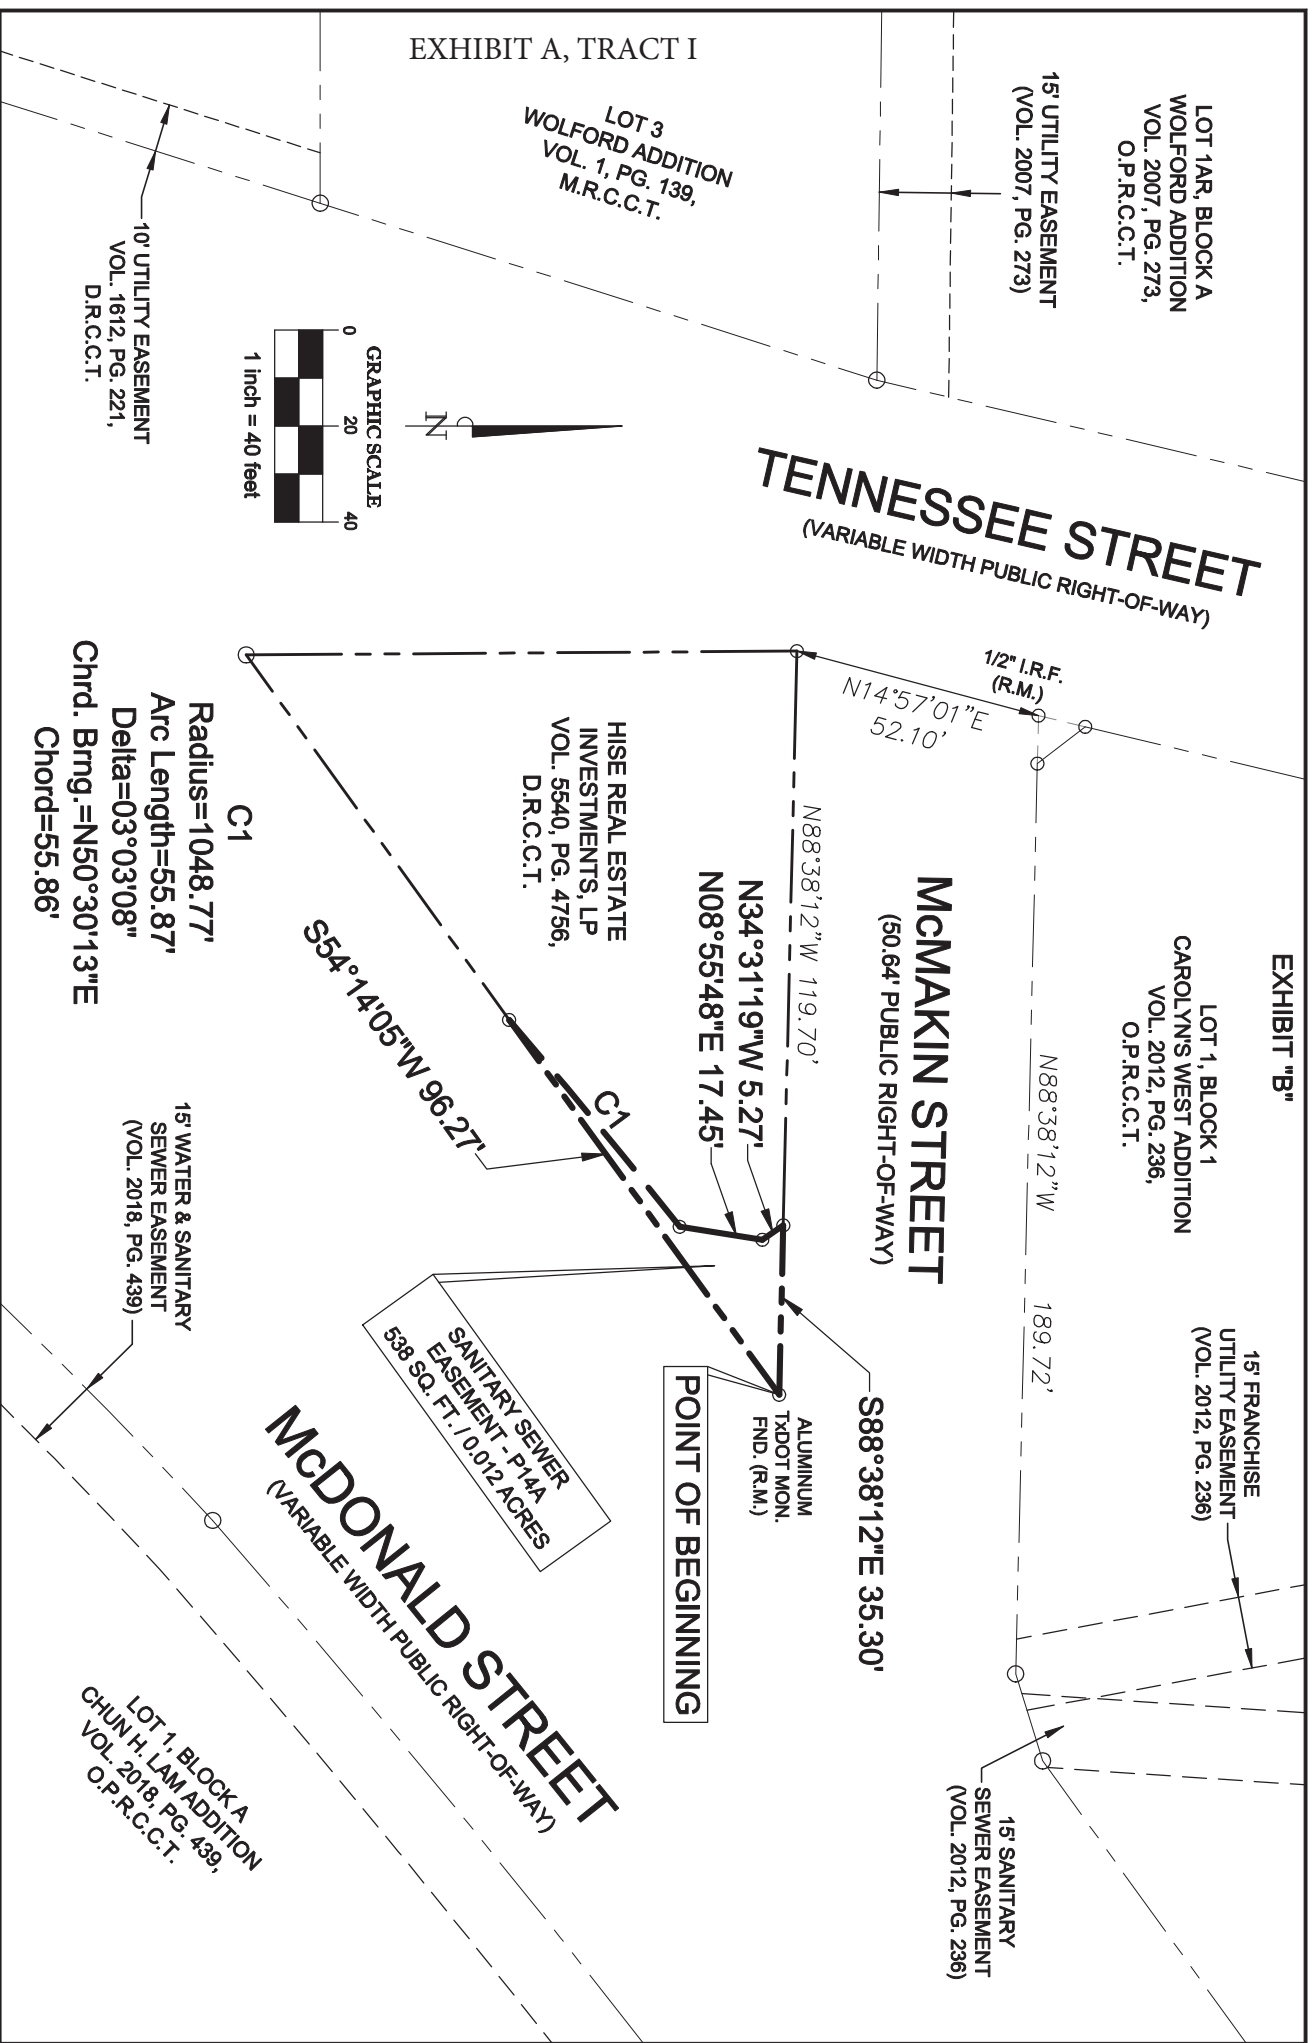 EXHIBIT A, TRACT I
EXHIBIT "B"
LOT 1AR, BLOCK A
WOLFORD ADDITION
VOL. 2007, PG. 273,
O.P.R.C.C.T.
15' UTILITY EASEMENT
(VOL. 2007, PG. 273)
LOT 3
WOLFORD ADDITION
VOL. 1, PG. 139,
M.R.C.C.T.
10' UTILITY EASEMENT
VOL. 1612, PG. 221,
D.R.C.C.T.
GRAPHIC SCALE
0 20 40
1 inch = 40 feet
N
TENNESSEE STREET
(VARIABLE WIDTH PUBLIC RIGHT-OF-WAY)
1/2" I.R.F.
(R.M.)
N14°57'01"E
52.10'
LOT 1, BLOCK 1
CAROLYN'S WEST ADDITION
VOL. 2012, PG. 236,
O.P.R.C.C.T.
N88°38'12"W 189.72'
15' FRANCHISE
UTILITY EASEMENT
(VOL. 2012, PG. 236)
15' SANITARY
SEWER EASEMENT
(VOL. 2012, PG. 236)
McMAKIN STREET
(50.64' PUBLIC RIGHT-OF-WAY)
N88°38'12"W 119.70'
N34°31'19"W 5.27'
N08°55'48"E 17.45'
S88°38'12"E 35.30'
ALUMINUM
TxDOT MON.
FND. (R.M.)
POINT OF BEGINNING
HISE REAL ESTATE
INVESTMENTS, LP
VOL. 5540, PG. 4756,
D.R.C.C.T.
C1
S54°14'05"W 96.27'
SANITARY SEWER
EASEMENT - P14A
538 SQ. FT. / 0.012 ACRES
C1
Radius=1048.77'
Arc Length=55.87'
Delta=03°03'08"
Chrd. Brng.=N50°30'13"E
Chord=55.86'
15' WATER & SANITARY
SEWER EASEMENT
(VOL. 2018, PG. 439)
McDONALD STREET
(VARIABLE WIDTH PUBLIC RIGHT-OF-WAY)
LOT 1, BLOCK A
CHUN H. LAM ADDITION
VOL. 2018, PG. 439,
O.P.R.C.C.T.